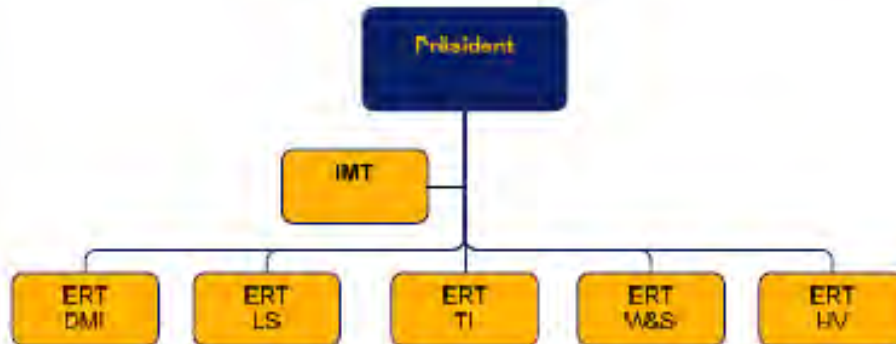 Président
IMT
ERT
DMI
ERT
LS
ERT
TI
ERT
M&S
ERT
HV